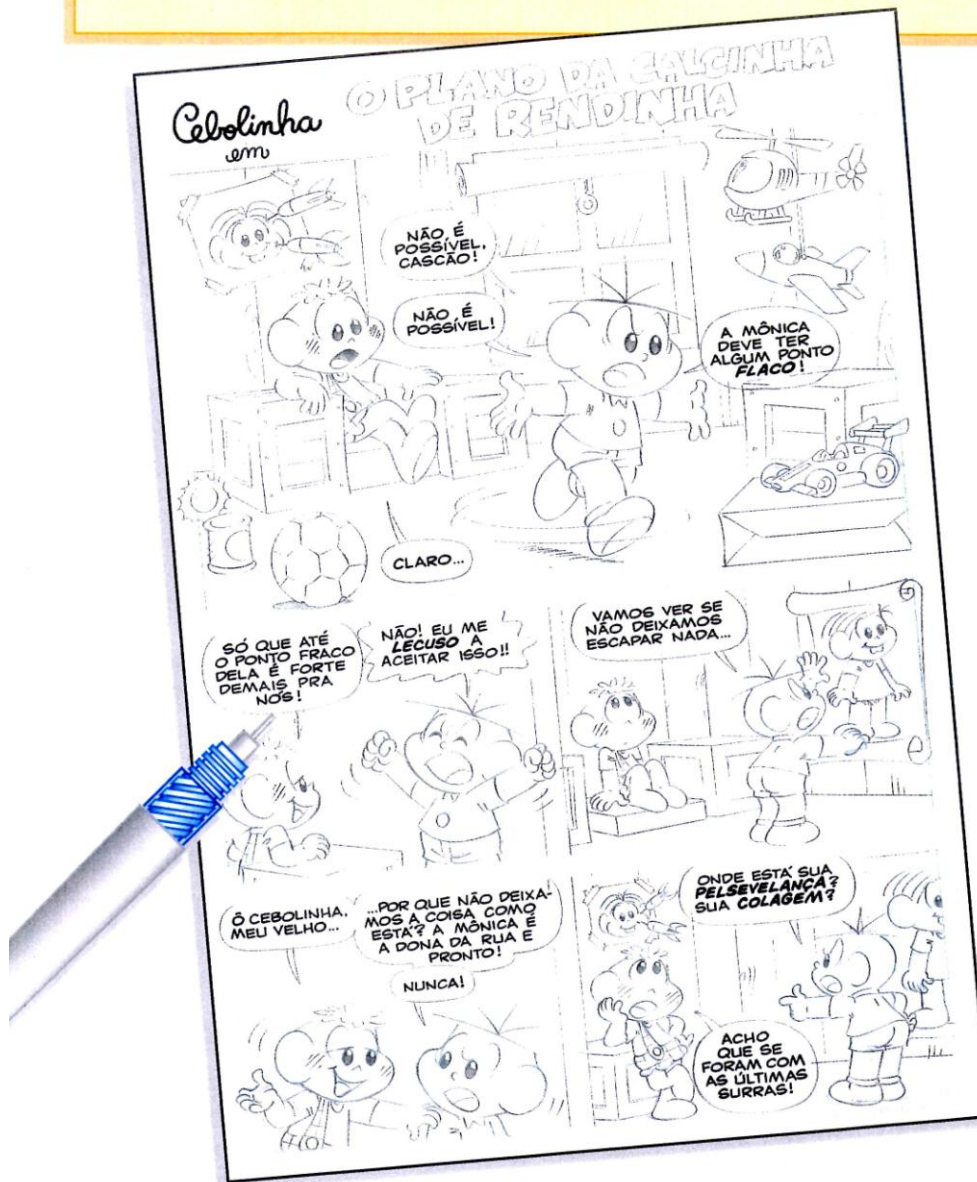 Cebolinha
em
O PLANO DA CALCINHA
DE RENDINHA
NÃO É
POSSÍVEL,
CASCÃO!
NÃO É
POSSÍVEL!
A MÔNICA
DEVE TER
ALGUM PONTO
FLACO!
CLARO...
SÓ QUE ATÉ
O PONTO FRACO
DELA É FORTE
DEMAIS PRA
NÓS!
NÃO! EU ME
LECUSO A
ACEITAR ISSO!!
VAMOS VER SE
NÃO DEIXAMOS
ESCAPAR NADA...
Ô CEBOLINHA,
MEU VELHO...
...POR QUE NÃO DEIXA-
MOS A COISA COMO
ESTÁ? A MÔNICA É
A DONA DA RUA E
PRONTO!
NUNCA!
ONDE ESTÁ SUA
PELSEVELANÇA?
SUA COLAGEM?
ACHO
QUE SE
FORAM COM
AS ÚLTIMAS
SURRAS!